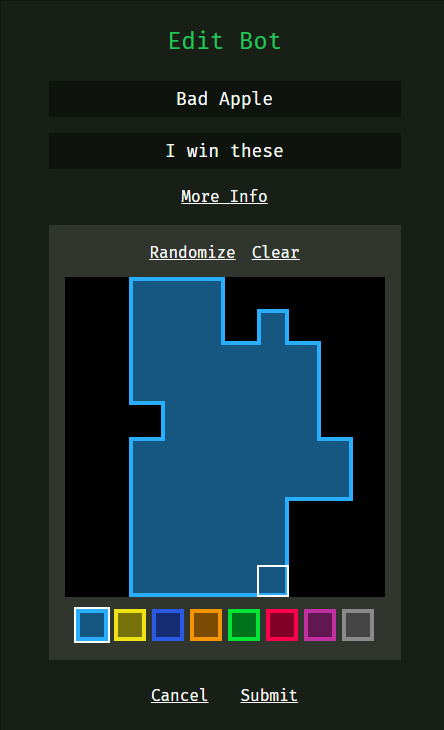 Edit Bot
Bad Apple
I win these
More Info
Randomize Clear
Cancel Submit